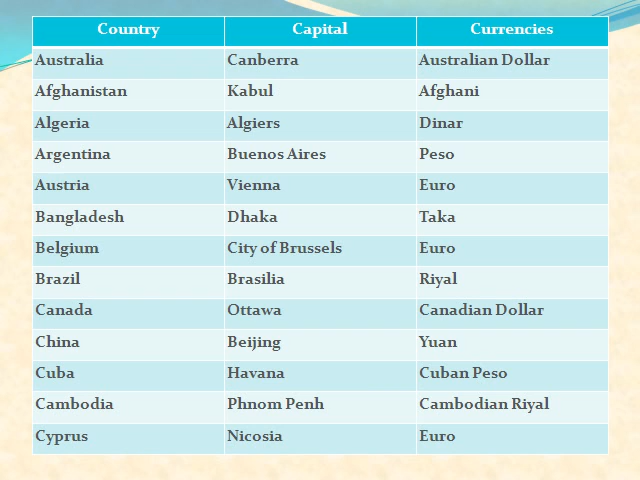 Country Capital Currencies
Australia Canberra Australian Dollar
Afghanistan Kabul Afghani
Algeria Algiers Dinar
Argentina Buenos Aires Peso
Austria Vienna Euro
Bangladesh Dhaka Taka
Belgium City of Brussels Euro
Brazil Brasilia Riyal
Canada Ottawa Canadian Dollar
China Beijing Yuan
Cuba Havana Cuban Peso
Cambodia Phnom Penh Cambodian Riyal
Cyprus Nicosia Euro